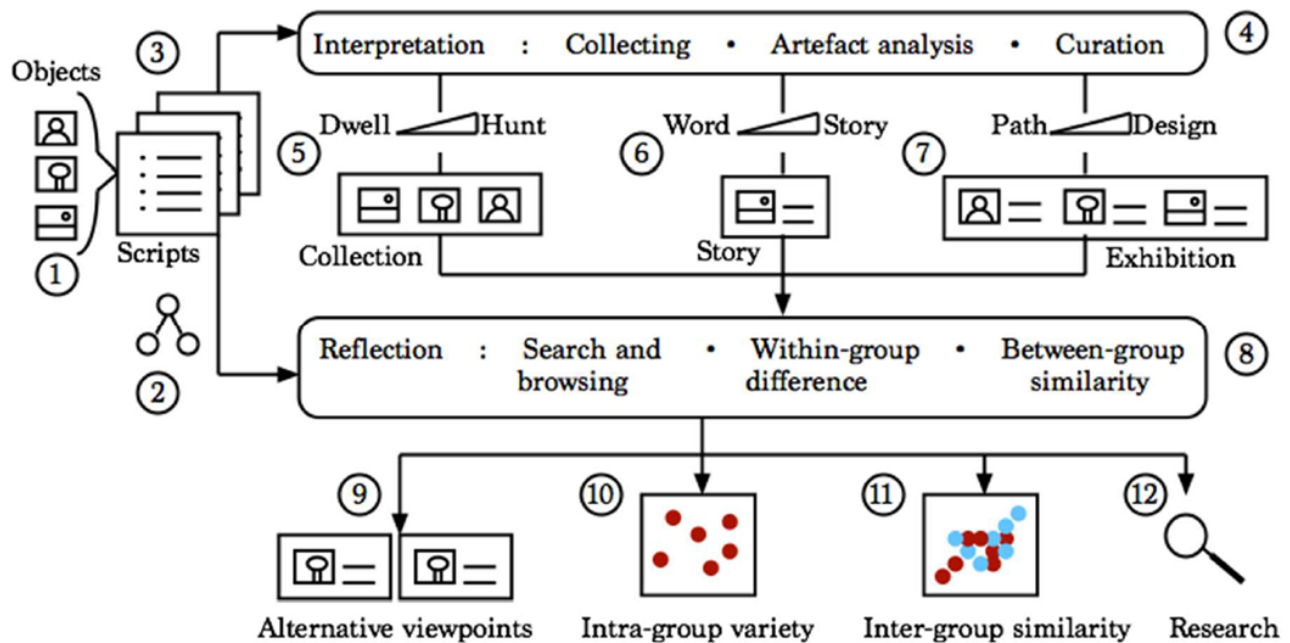 ③
Interpretation : Collecting • Artefact analysis • Curation
④
Objects
Scripts
①
②
Dwell Hunt
⑤
Collection
Word Story
⑥
Story
Path Design
⑦
Exhibition
Reflection : Search and • Within-group • Between-group
browsing difference similarity
⑧
⑨
Alternative viewpoints
⑩
Intra-group variety
⑪
Inter-group similarity
⑫
Research